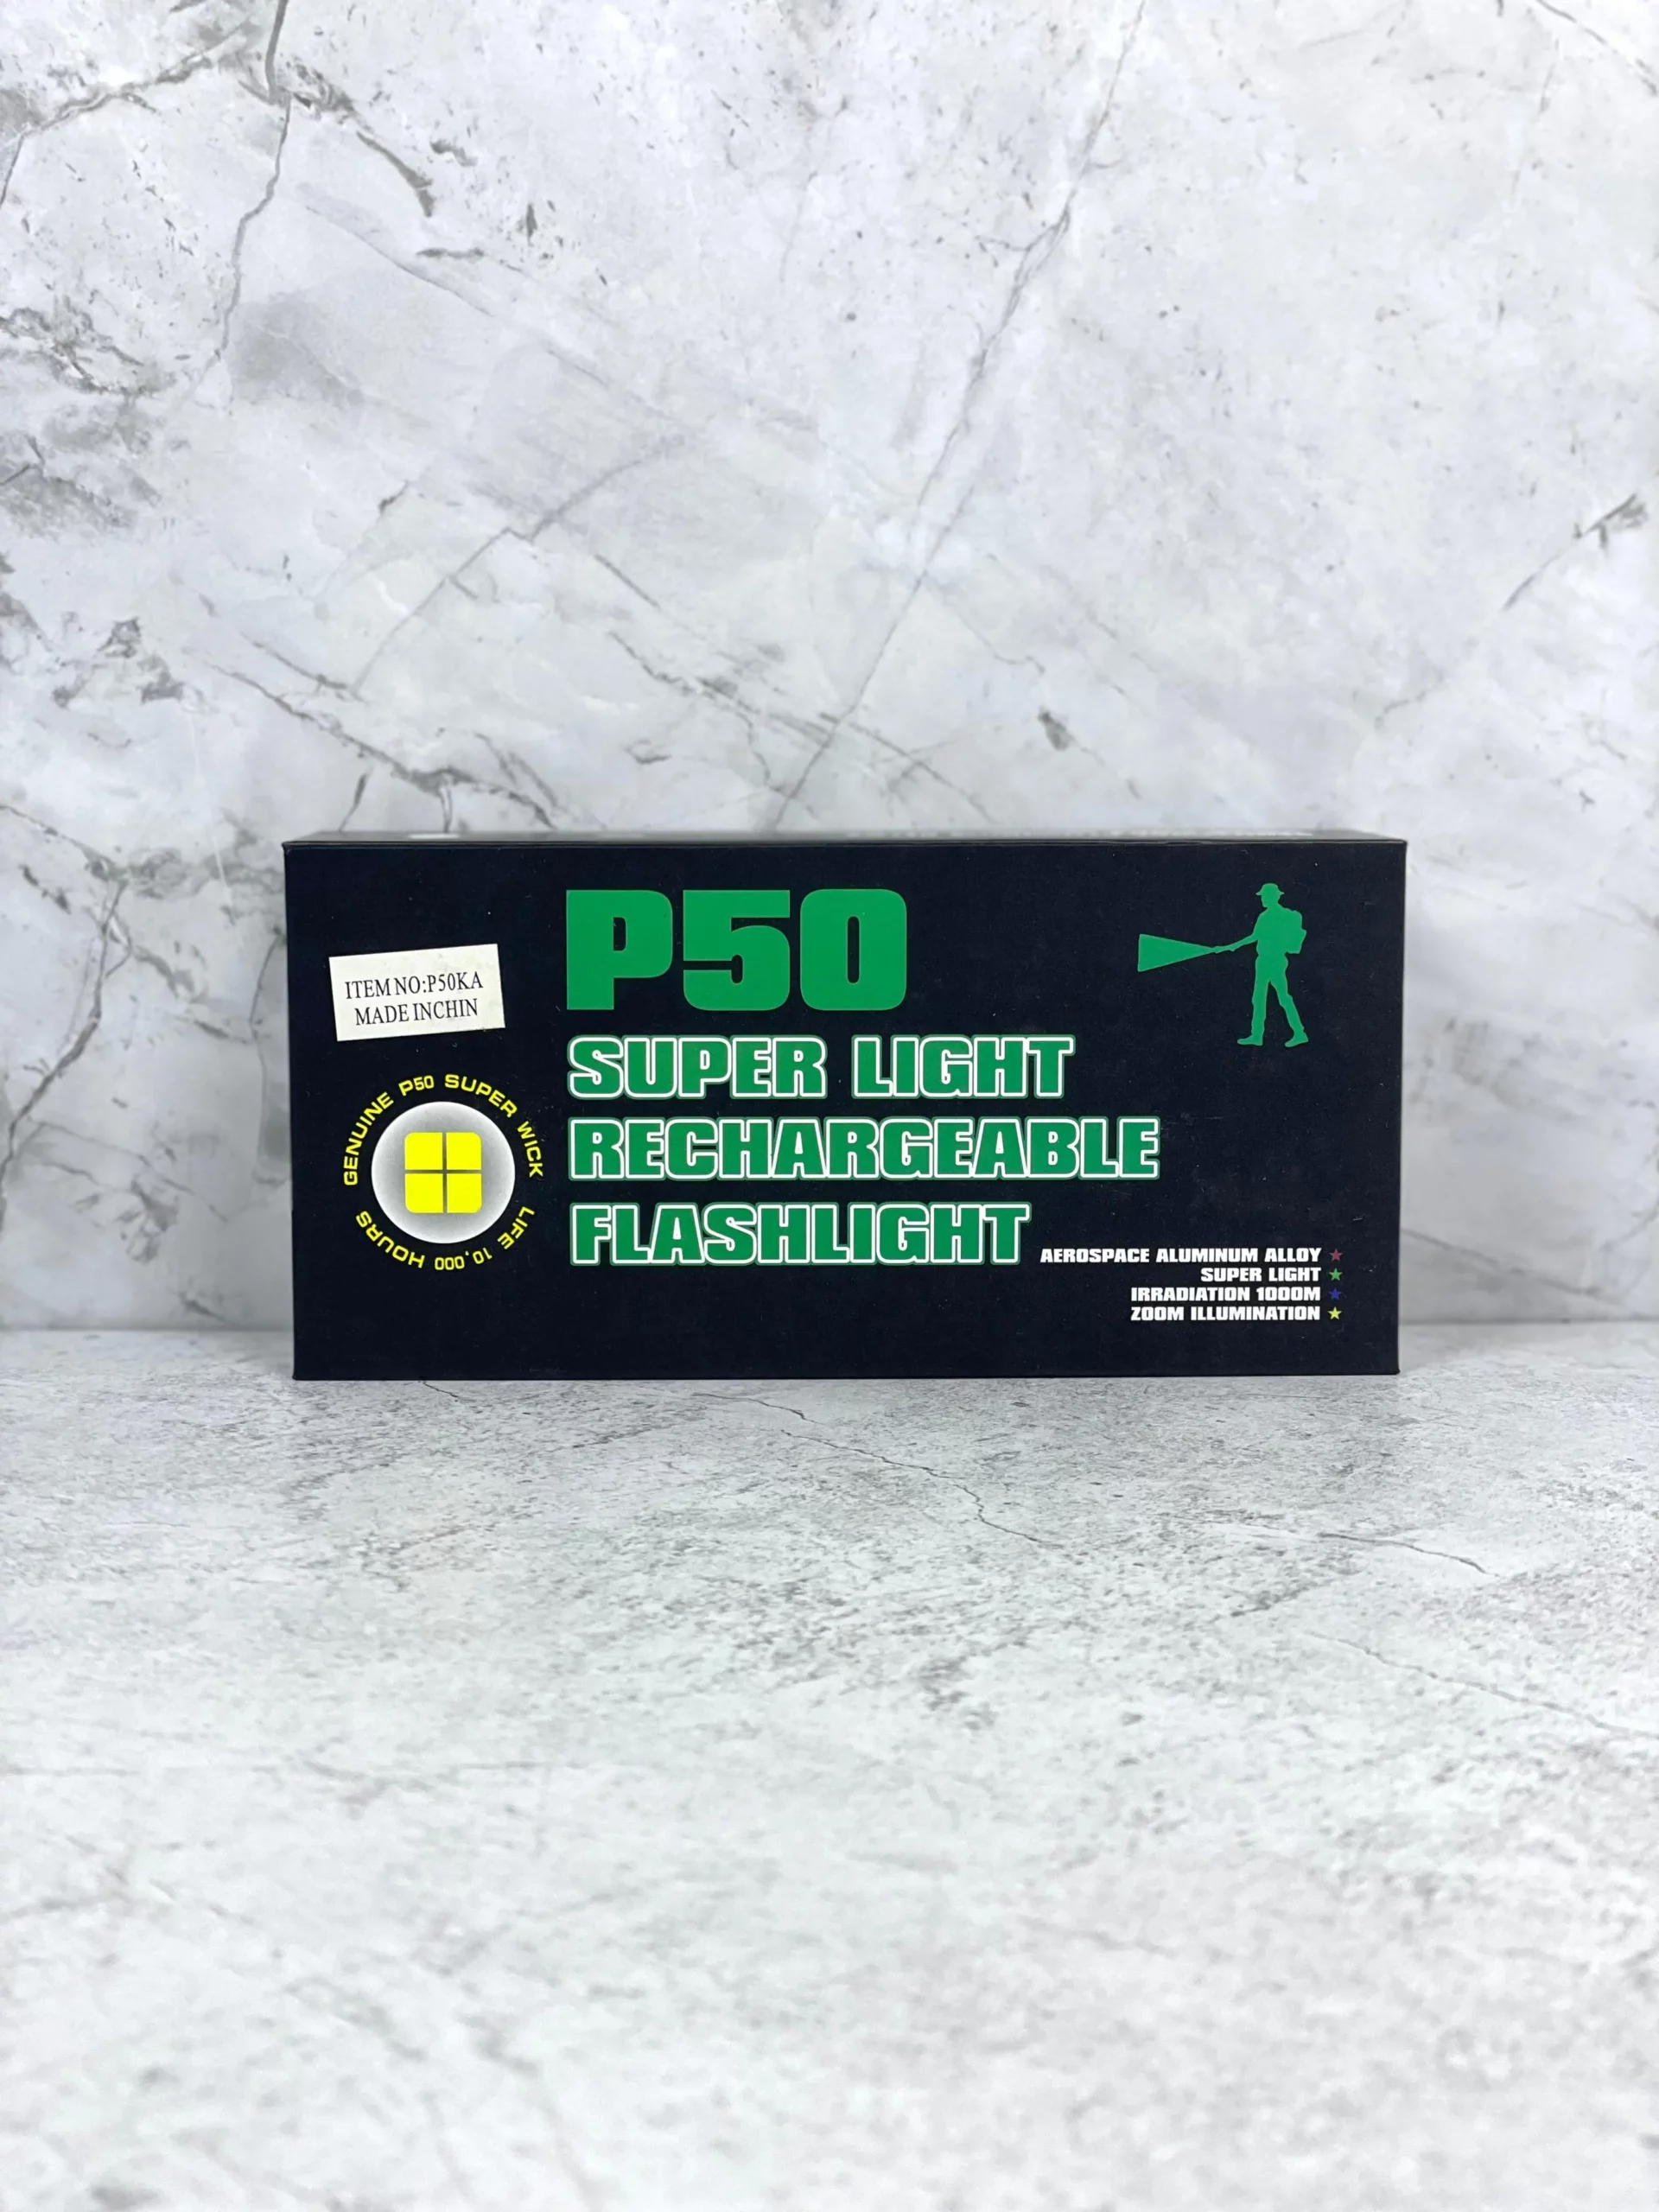 P50
ITEM NO:P50KA
MADE INCHIN
SUPER LIGHT
RECHARGEABLE
FLASHLIGHT
GENUINE P50 SUPER WICK
LIFE 10,000 HOURS
AEROSPACE ALUMINUM ALLOY
SUPER LIGHT
IRRADIATION 1000M
ZOOM ILLUMINATION